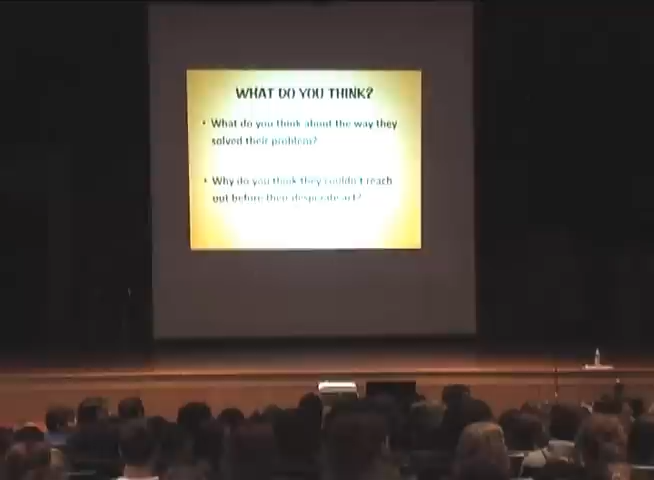 WHAT DO YOU THINK?
• What do you think about the way they
solved their problem?
• Why do you think they couldn't reach
out before their desperate act?